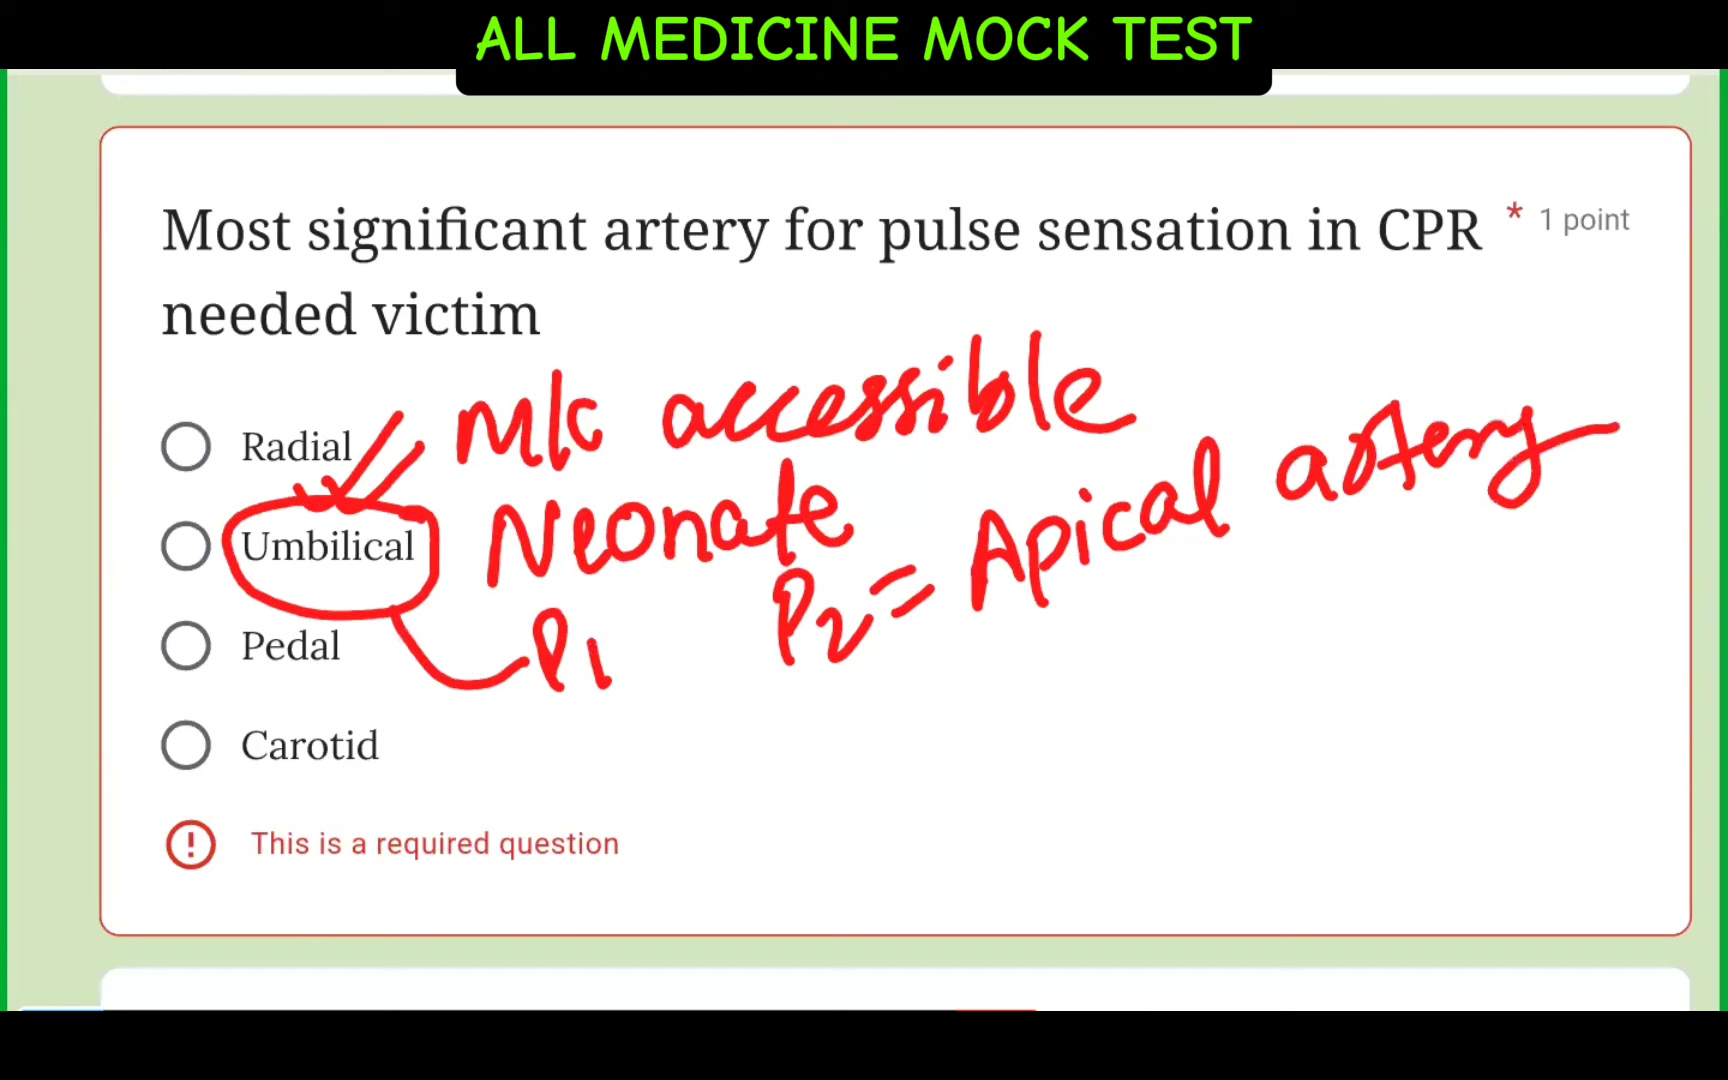 ALL MEDICINE MOCK TEST
Most significant artery for pulse sensation in CPR * 1 point
needed victim
Radial M/C accessible
Umbilical Neonate
P2 = Apical artery
Pedal P1
Carotid
! This is a required question